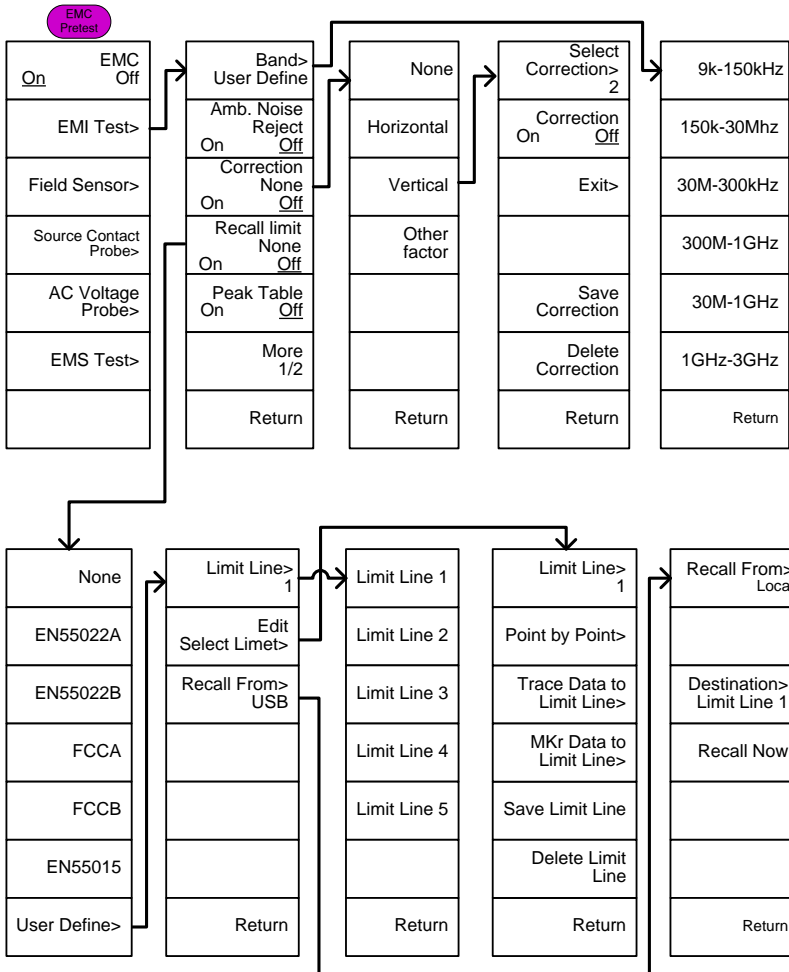 EMC
Pretest
EMC
On Off
EMI Test>
Field Sensor>
Source Contact
Probe>
AC Voltage
Probe>
EMS Test>
Band>
User Define
Amb. Noise
Reject
On Off
Correction
None
On Off
Recall limit
None
On Off
Peak Table
On Off
More
1/2
Return
None
Horizontal
Vertical
Other
factor
Return
Select
Correction>
2
Correction
On Off
Exit>
Save
Correction
Delete
Correction
Return
9k-150kHz
150k-30Mhz
30M-300kHz
300M-1GHz
30M-1GHz
1GHz-3GHz
Return
None
EN55022A
EN55022B
FCCA
FCCB
EN55015
User Define>
Limit Line>
1
Edit
Select Limet>
Recall From>
USB
Return
Limit Line 1
Limit Line 2
Limit Line 3
Limit Line 4
Limit Line 5
Return
Limit Line>
1
Point by Point>
Trace Data to
Limit Line>
MKr Data to
Limit Line>
Save Limit Line
Delete Limit
Line
Return
Recall From>
Loca
Destination>
Limit Line 1
Recall Now
Return